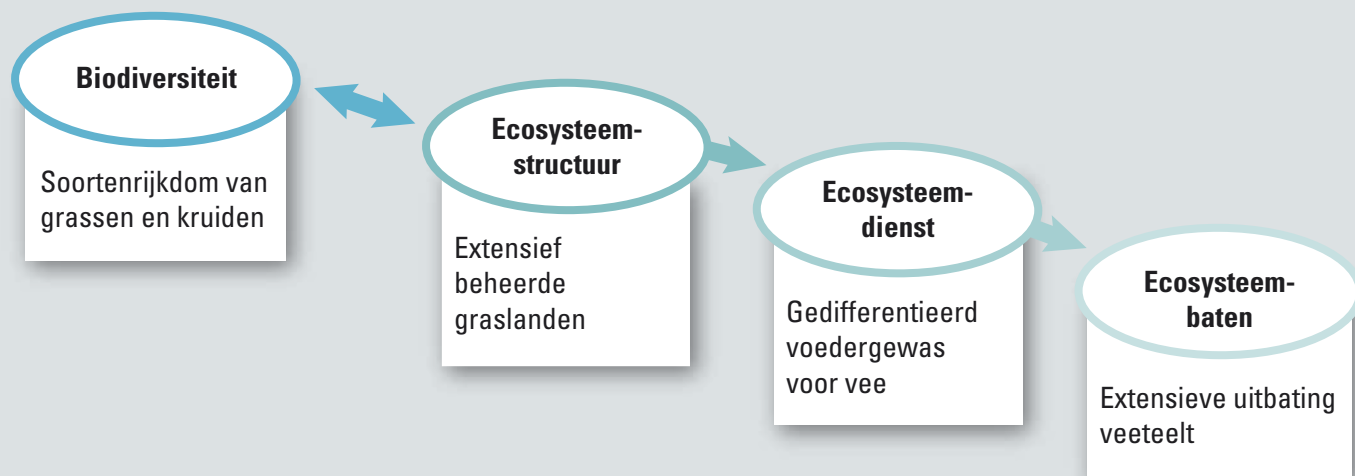 Biodiversiteit
Soortenrijkdom van
grassen en kruiden
Ecosysteem-
structuur
Extensief
beheerde
graslanden
Ecosysteem-
dienst
Gedifferentieerd
voedergewas
voor vee
Ecosysteem-
baten
Extensieve uitbating
veeteelt